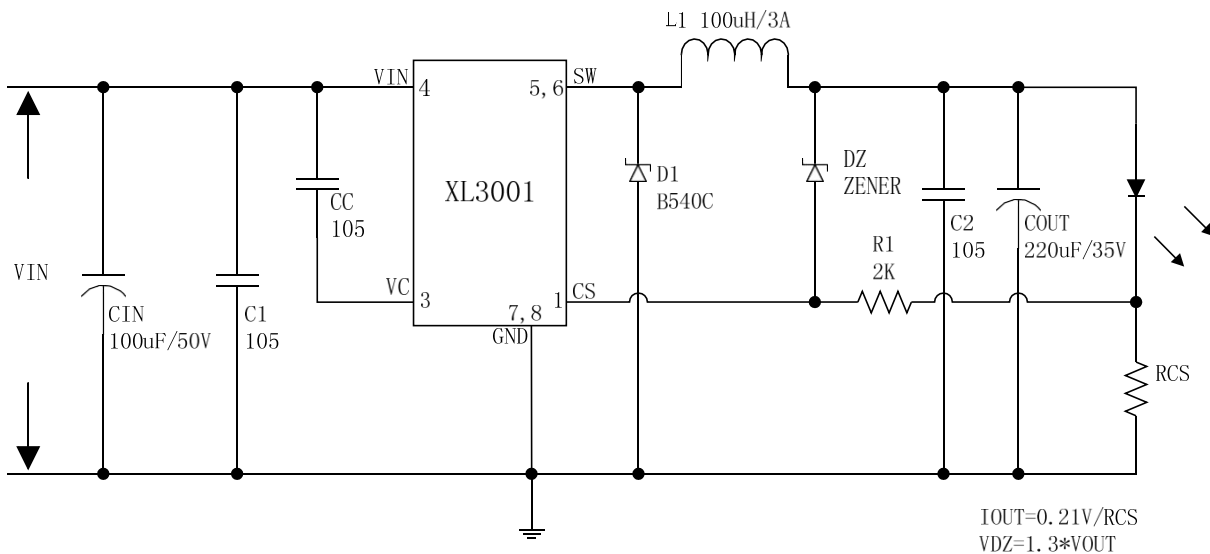 L1 100uH/3A
VIN
4
5,6
SW
XL3001
D1
B540C
DZ
ZENER
CC
105
R1
2K
C2
105
COUT
220uF/35V
VIN
VC
3
1
CS
7,8
GND
CIN
100uF/50V
C1
105
RCS
IOUT=0.21V/RCS
VDZ=1.3*VOUT